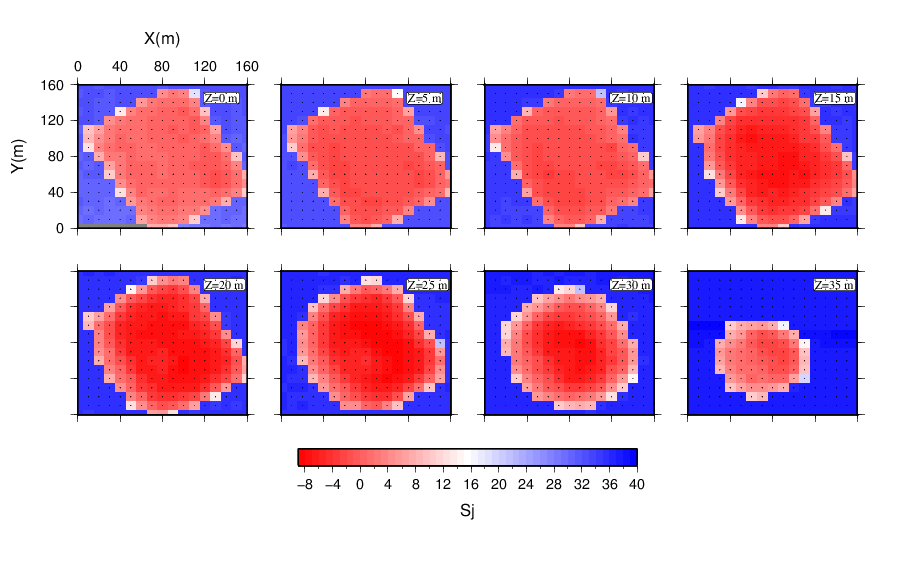 X(m)
0 40 80 120 160
160
120
80
40
0
Y(m)
Z=0 m
Z=5 m
Z=10 m
Z=15 m
Z=20 m
Z=25 m
Z=30 m
Z=35 m
−8 −4 0 4 8 12 16 20 24 28 32 36 40
Sj